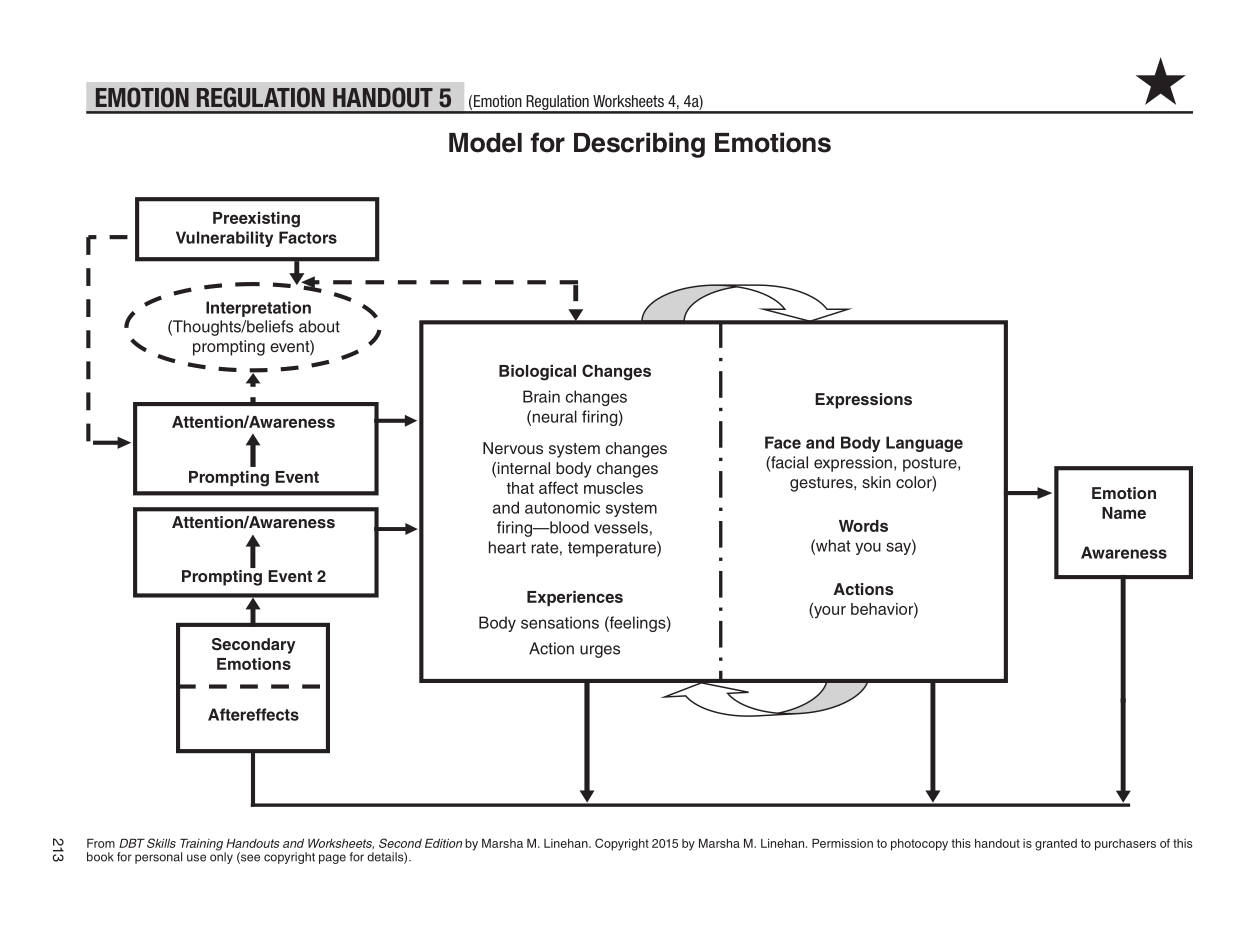 EMOTION REGULATION HANDOUT 5 (Emotion Regulation Worksheets 4, 4a)
Model for Describing Emotions
Preexisting
Vulnerability Factors
Interpretation
(Thoughts/beliefs about
prompting event)
Attention/Awareness
Prompting Event
Attention/Awareness
Prompting Event 2
Secondary
Emotions
Aftereffects
Biological Changes
Brain changes
(neural firing)
Nervous system changes
(internal body changes
that affect muscles
and autonomic system
firing—blood vessels,
heart rate, temperature)
Experiences
Body sensations (feelings)
Action urges
Expressions
Face and Body Language
(facial expression, posture,
gestures, skin color)
Words
(what you say)
Actions
(your behavior)
Emotion
Name
Awareness
From DBT Skills Training Handouts and Worksheets, Second Edition by Marsha M. Linehan. Copyright 2015 by Marsha M. Linehan. Permission to photocopy this handout is granted to purchasers of this
book for personal use only (see copyright page for details).
213